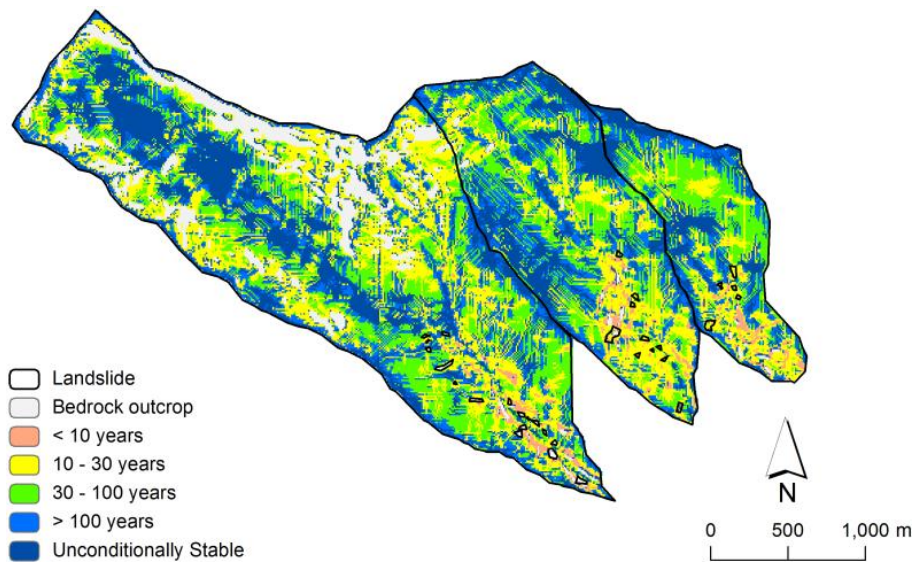 Landslide
Bedrock outcrop
< 10 years
10 - 30 years
30 - 100 years
> 100 years
Unconditionally Stable
N
0 500 1,000 m